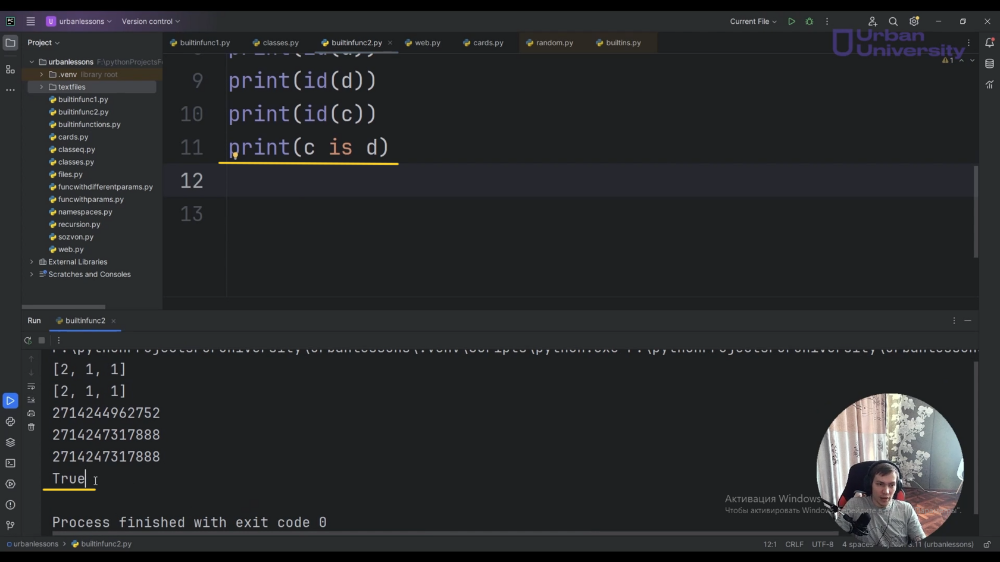 PC
U urbanlessons
Version control
Current File
Project
builtinfunc1.py
classes.py
builtinfunc2.py
web.py
cards.py
random.py
builtins.py
Urban
University
urbanlessons F:\pythonProjectsFo
.venv library root
textfiles
builtinfunc1.py
builtinfunc2.py
builtinfunctions.py
cards.py
classeq.py
classes.py
files.py
funcwithdifferentparams.py
funcwithparams.py
namespaces.py
recursion.py
sozvon.py
web.py
External Libraries
Scratches and Consoles
1
9 print(id(d))
10 print(id(c))
11 print(c is d)
12
13
Run
builtinfunc2
[2, 1, 1]
[2, 1, 1]
2714244962752
2714247317888
2714247317888
True
Process finished with exit code 0
Активация Windows
Чтобы активировать Windows, перейдите в "Параметры".
urbanlessons > builtinfunc2.py
12:1 CRLF UTF-8 4 spaces 3.11 (urbanlessons)